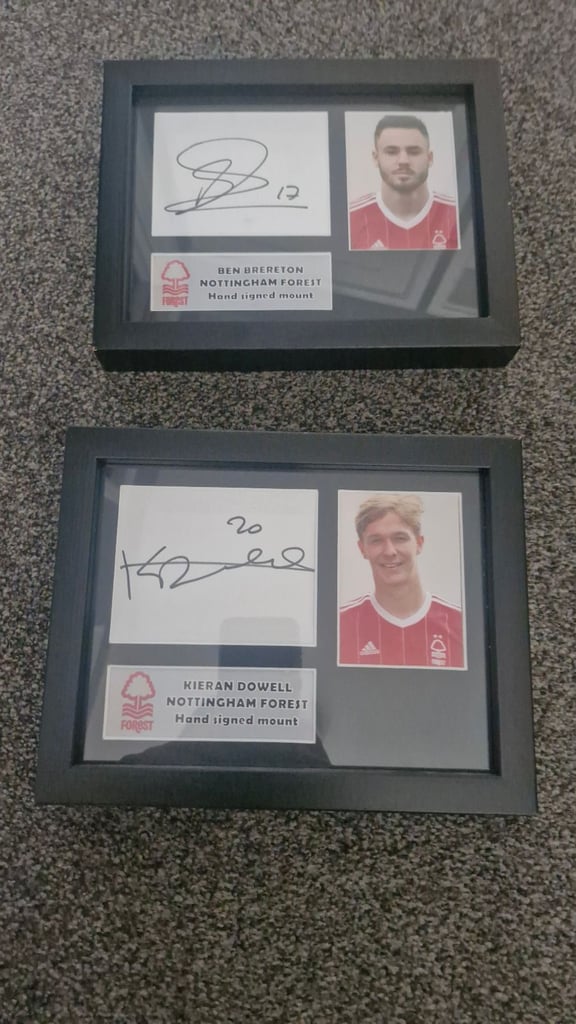 17
FOREST
BEN BRERETON
NOTTINGHAM FOREST
Hand signed mount
20
FOREST
KIERAN DOWELL
NOTTINGHAM FOREST
Hand signed mount